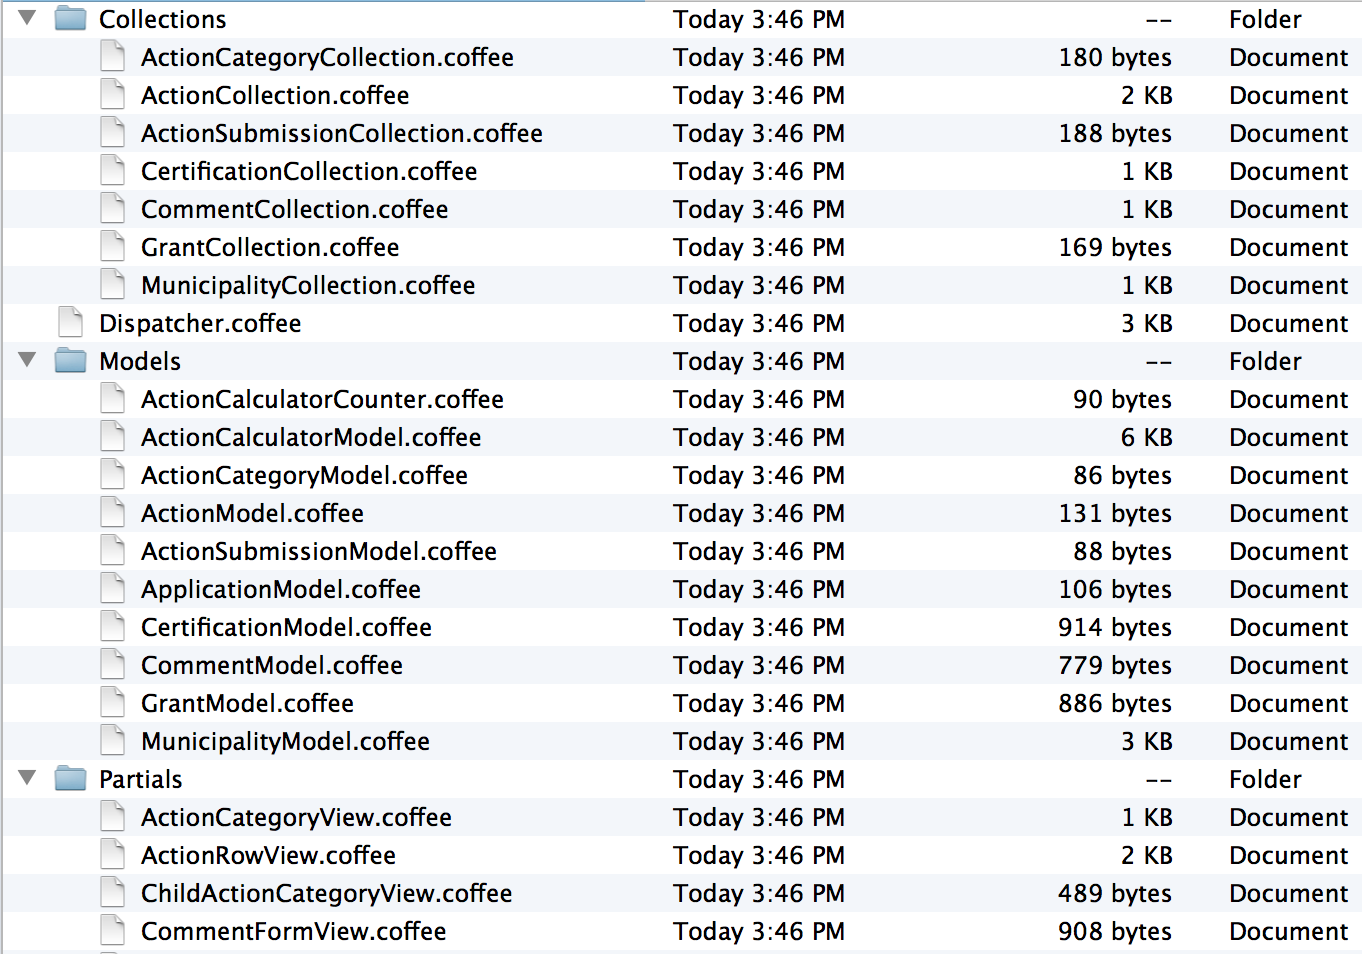 Collections Today 3:46 PM -- Folder
ActionCategoryCollection.coffee Today 3:46 PM 180 bytes Document
ActionCollection.coffee Today 3:46 PM 2 KB Document
ActionSubmissionCollection.coffee Today 3:46 PM 188 bytes Document
CertificationCollection.coffee Today 3:46 PM 1 KB Document
CommentCollection.coffee Today 3:46 PM 1 KB Document
GrantCollection.coffee Today 3:46 PM 169 bytes Document
MunicipalityCollection.coffee Today 3:46 PM 1 KB Document
Dispatcher.coffee Today 3:46 PM 3 KB Document
Models Today 3:46 PM -- Folder
ActionCalculatorCounter.coffee Today 3:46 PM 90 bytes Document
ActionCalculatorModel.coffee Today 3:46 PM 6 KB Document
ActionCategoryModel.coffee Today 3:46 PM 86 bytes Document
ActionModel.coffee Today 3:46 PM 131 bytes Document
ActionSubmissionModel.coffee Today 3:46 PM 88 bytes Document
ApplicationModel.coffee Today 3:46 PM 106 bytes Document
CertificationModel.coffee Today 3:46 PM 914 bytes Document
CommentModel.coffee Today 3:46 PM 779 bytes Document
GrantModel.coffee Today 3:46 PM 886 bytes Document
MunicipalityModel.coffee Today 3:46 PM 3 KB Document
Partials Today 3:46 PM -- Folder
ActionCategoryView.coffee Today 3:46 PM 1 KB Document
ActionRowView.coffee Today 3:46 PM 2 KB Document
ChildActionCategoryView.coffee Today 3:46 PM 489 bytes Document
CommentFormView.coffee Today 3:46 PM 908 bytes Document